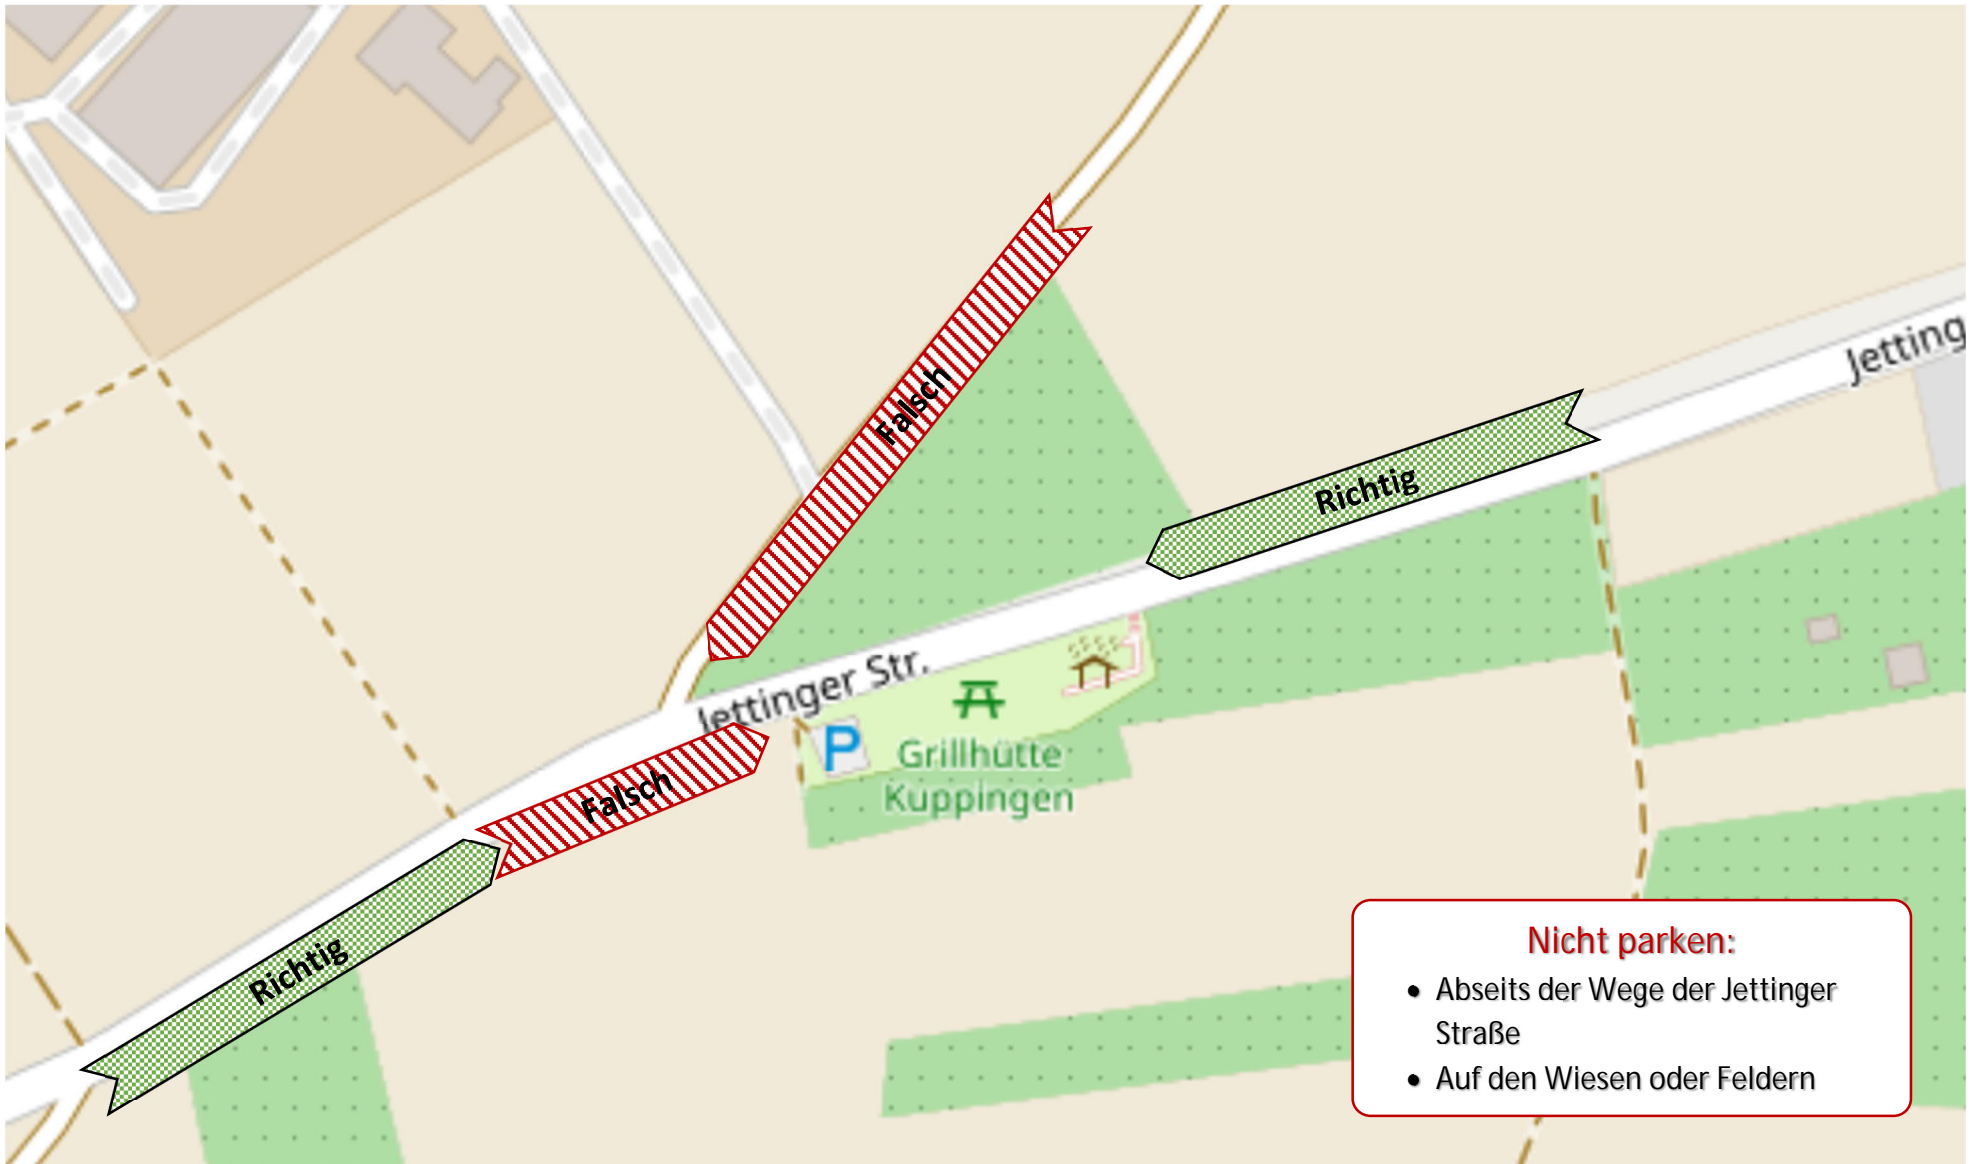 Falsch
Jetting
Richtig
Jettinger Str.
P
Grillhütte
Kuppingen
Falsch
Richtig
Nicht parken:
• Abseits der Wege der Jettinger
Straße
• Auf den Wiesen oder Feldern